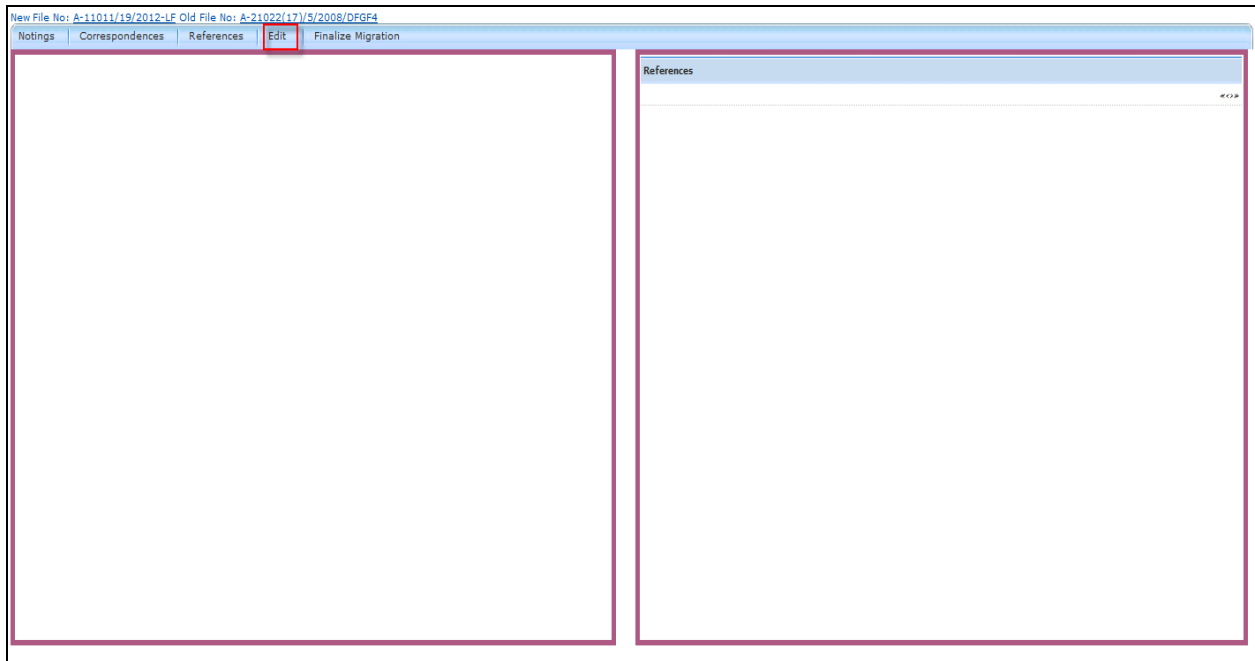 New File No: A-11011/19/2012-LF Old File No: A-21022(17)/5/2008/DFGF4
Notings Correspondences References Edit Finalize Migration
References
«‹›»